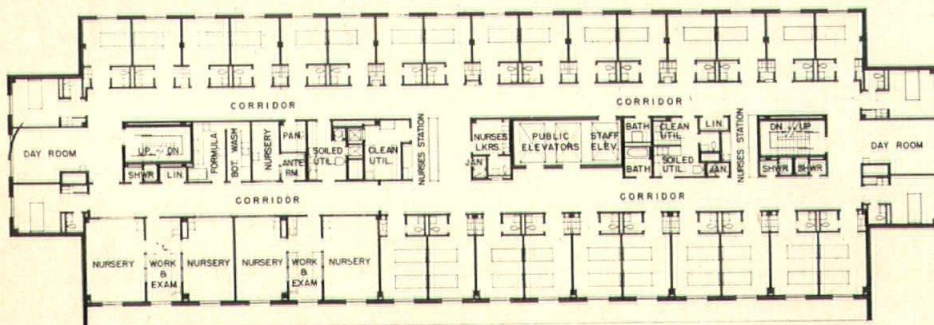 CORRIDOR
CORRIDOR
DAY ROOM
UP DN
SHWR
LIN.
FORMULA
BOT. WASH
NURSERY
PAN.
ANTE
RM.
SOILED
UTIL.
CLEAN
UTIL.
NURSES STATION
NURSES
LKRS.
JAN.
PUBLIC
ELEVATORS
STAFF
ELEV.
BATH
BATH
CLEAN
UTIL.
SOILED
UTIL.
LIN.
JAN.
NURSES STATION
DN UP
SHWR
SHWR
DAY ROOM
CORRIDOR
CORRIDOR
NURSERY
WORK
&
EXAM
NURSERY
NURSERY
WORK
&
EXAM.
NURSERY